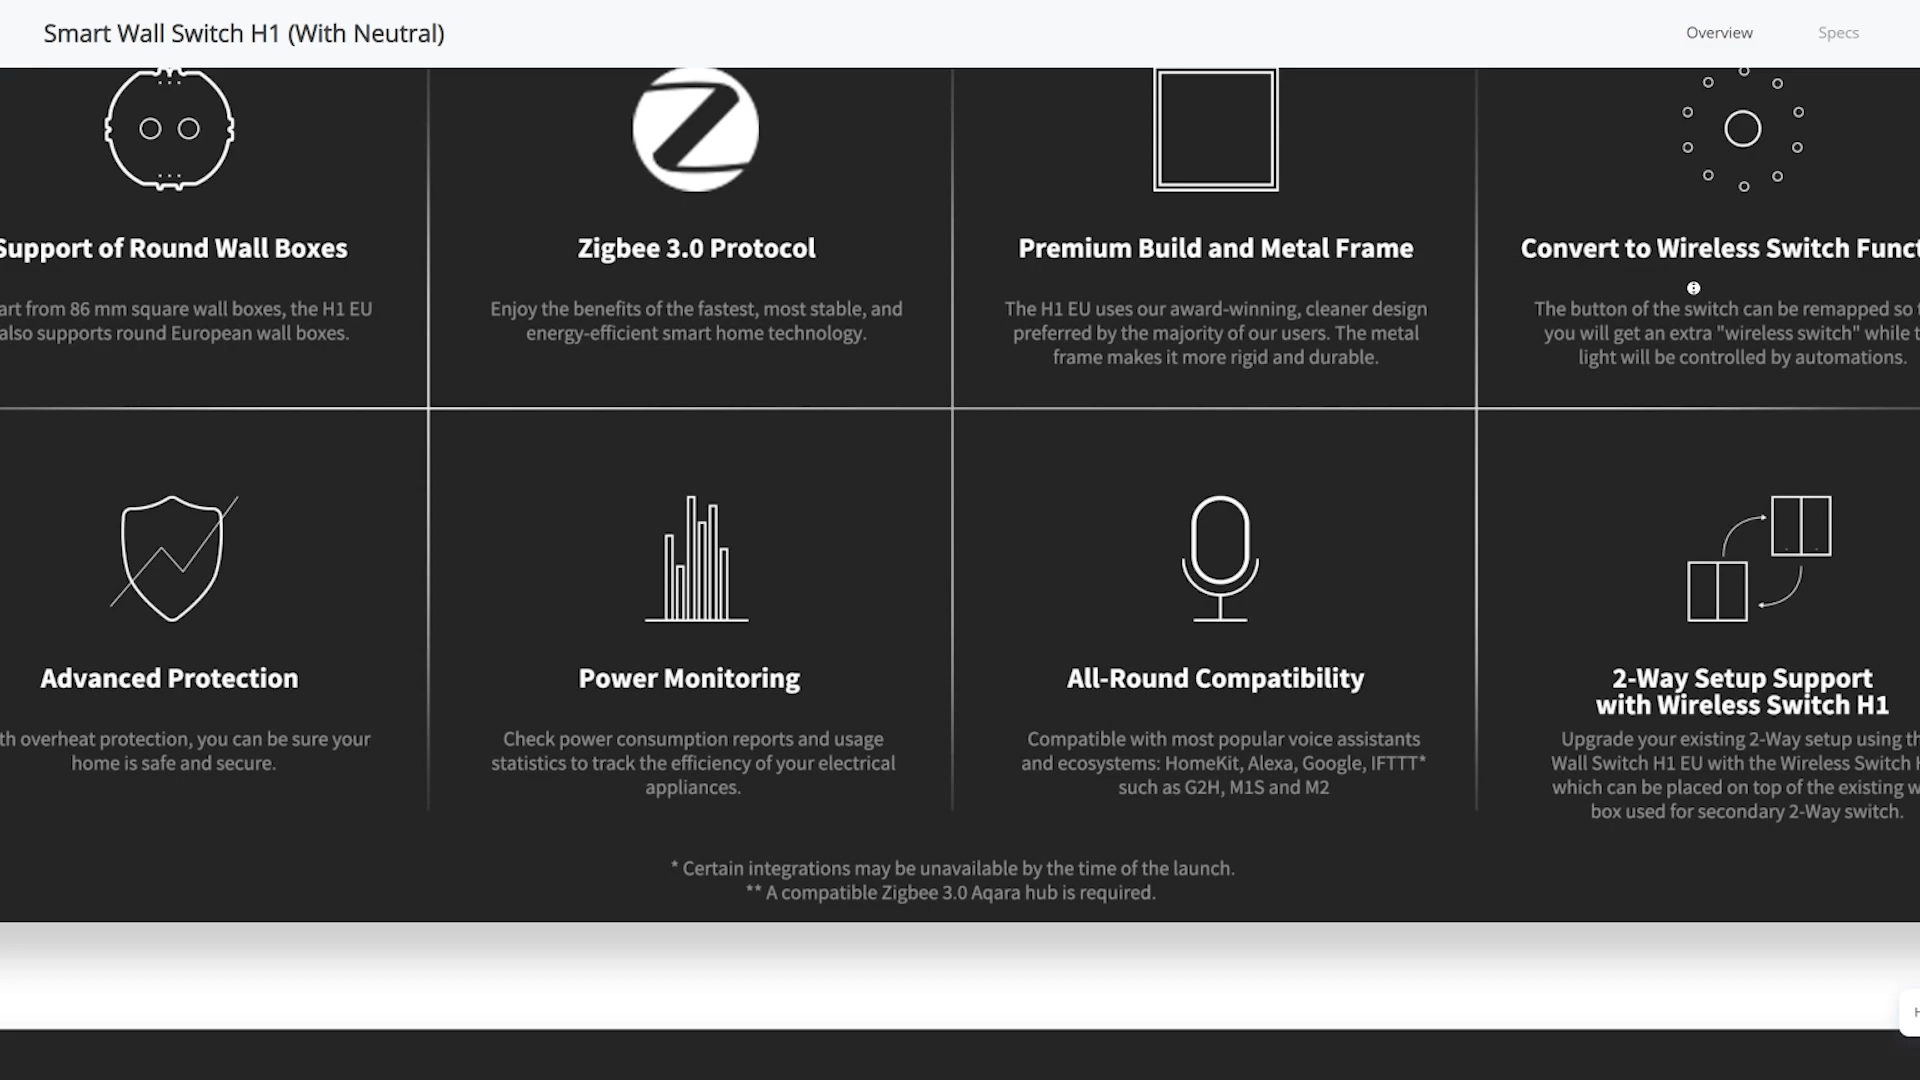 Smart Wall Switch H1 (With Neutral)
Overview
Specs
Support of Round Wall Boxes
from 86 mm square wall boxes, the H1 EU
also supports round European wall boxes.
Zigbee 3.0 Protocol
Enjoy the benefits of the fastest, most stable, and
energy-efficient smart home technology.
Premium Build and Metal Frame
The H1 EU uses our award-winning, cleaner design
preferred by the majority of our users. The metal
frame makes it more rigid and durable.
Convert to Wireless Switch
The button of the switch can be remapped so
you will get an extra "wireless switch" while
light will be controlled by automations.
Advanced Protection
overheat protection, you can be sure your
home is safe and secure.
Power Monitoring
Check power consumption reports and usage
statistics to track the efficiency of your electrical
appliances.
All-Round Compatibility
Compatible with most popular voice assistants
and ecosystems: HomeKit, Alexa, Google, IFTTT*
such as G2H, M1S and M2
2-Way Setup Support
with Wireless Switch H1
Upgrade your existing 2-Way setup using
Wall Switch H1 EU with the Wireless Switch
which can be placed on top of the existing
box used for secondary 2-Way switch.
* Certain integrations may be unavailable by the time of the launch.
** A compatible Zigbee 3.0 Aqara hub is required.